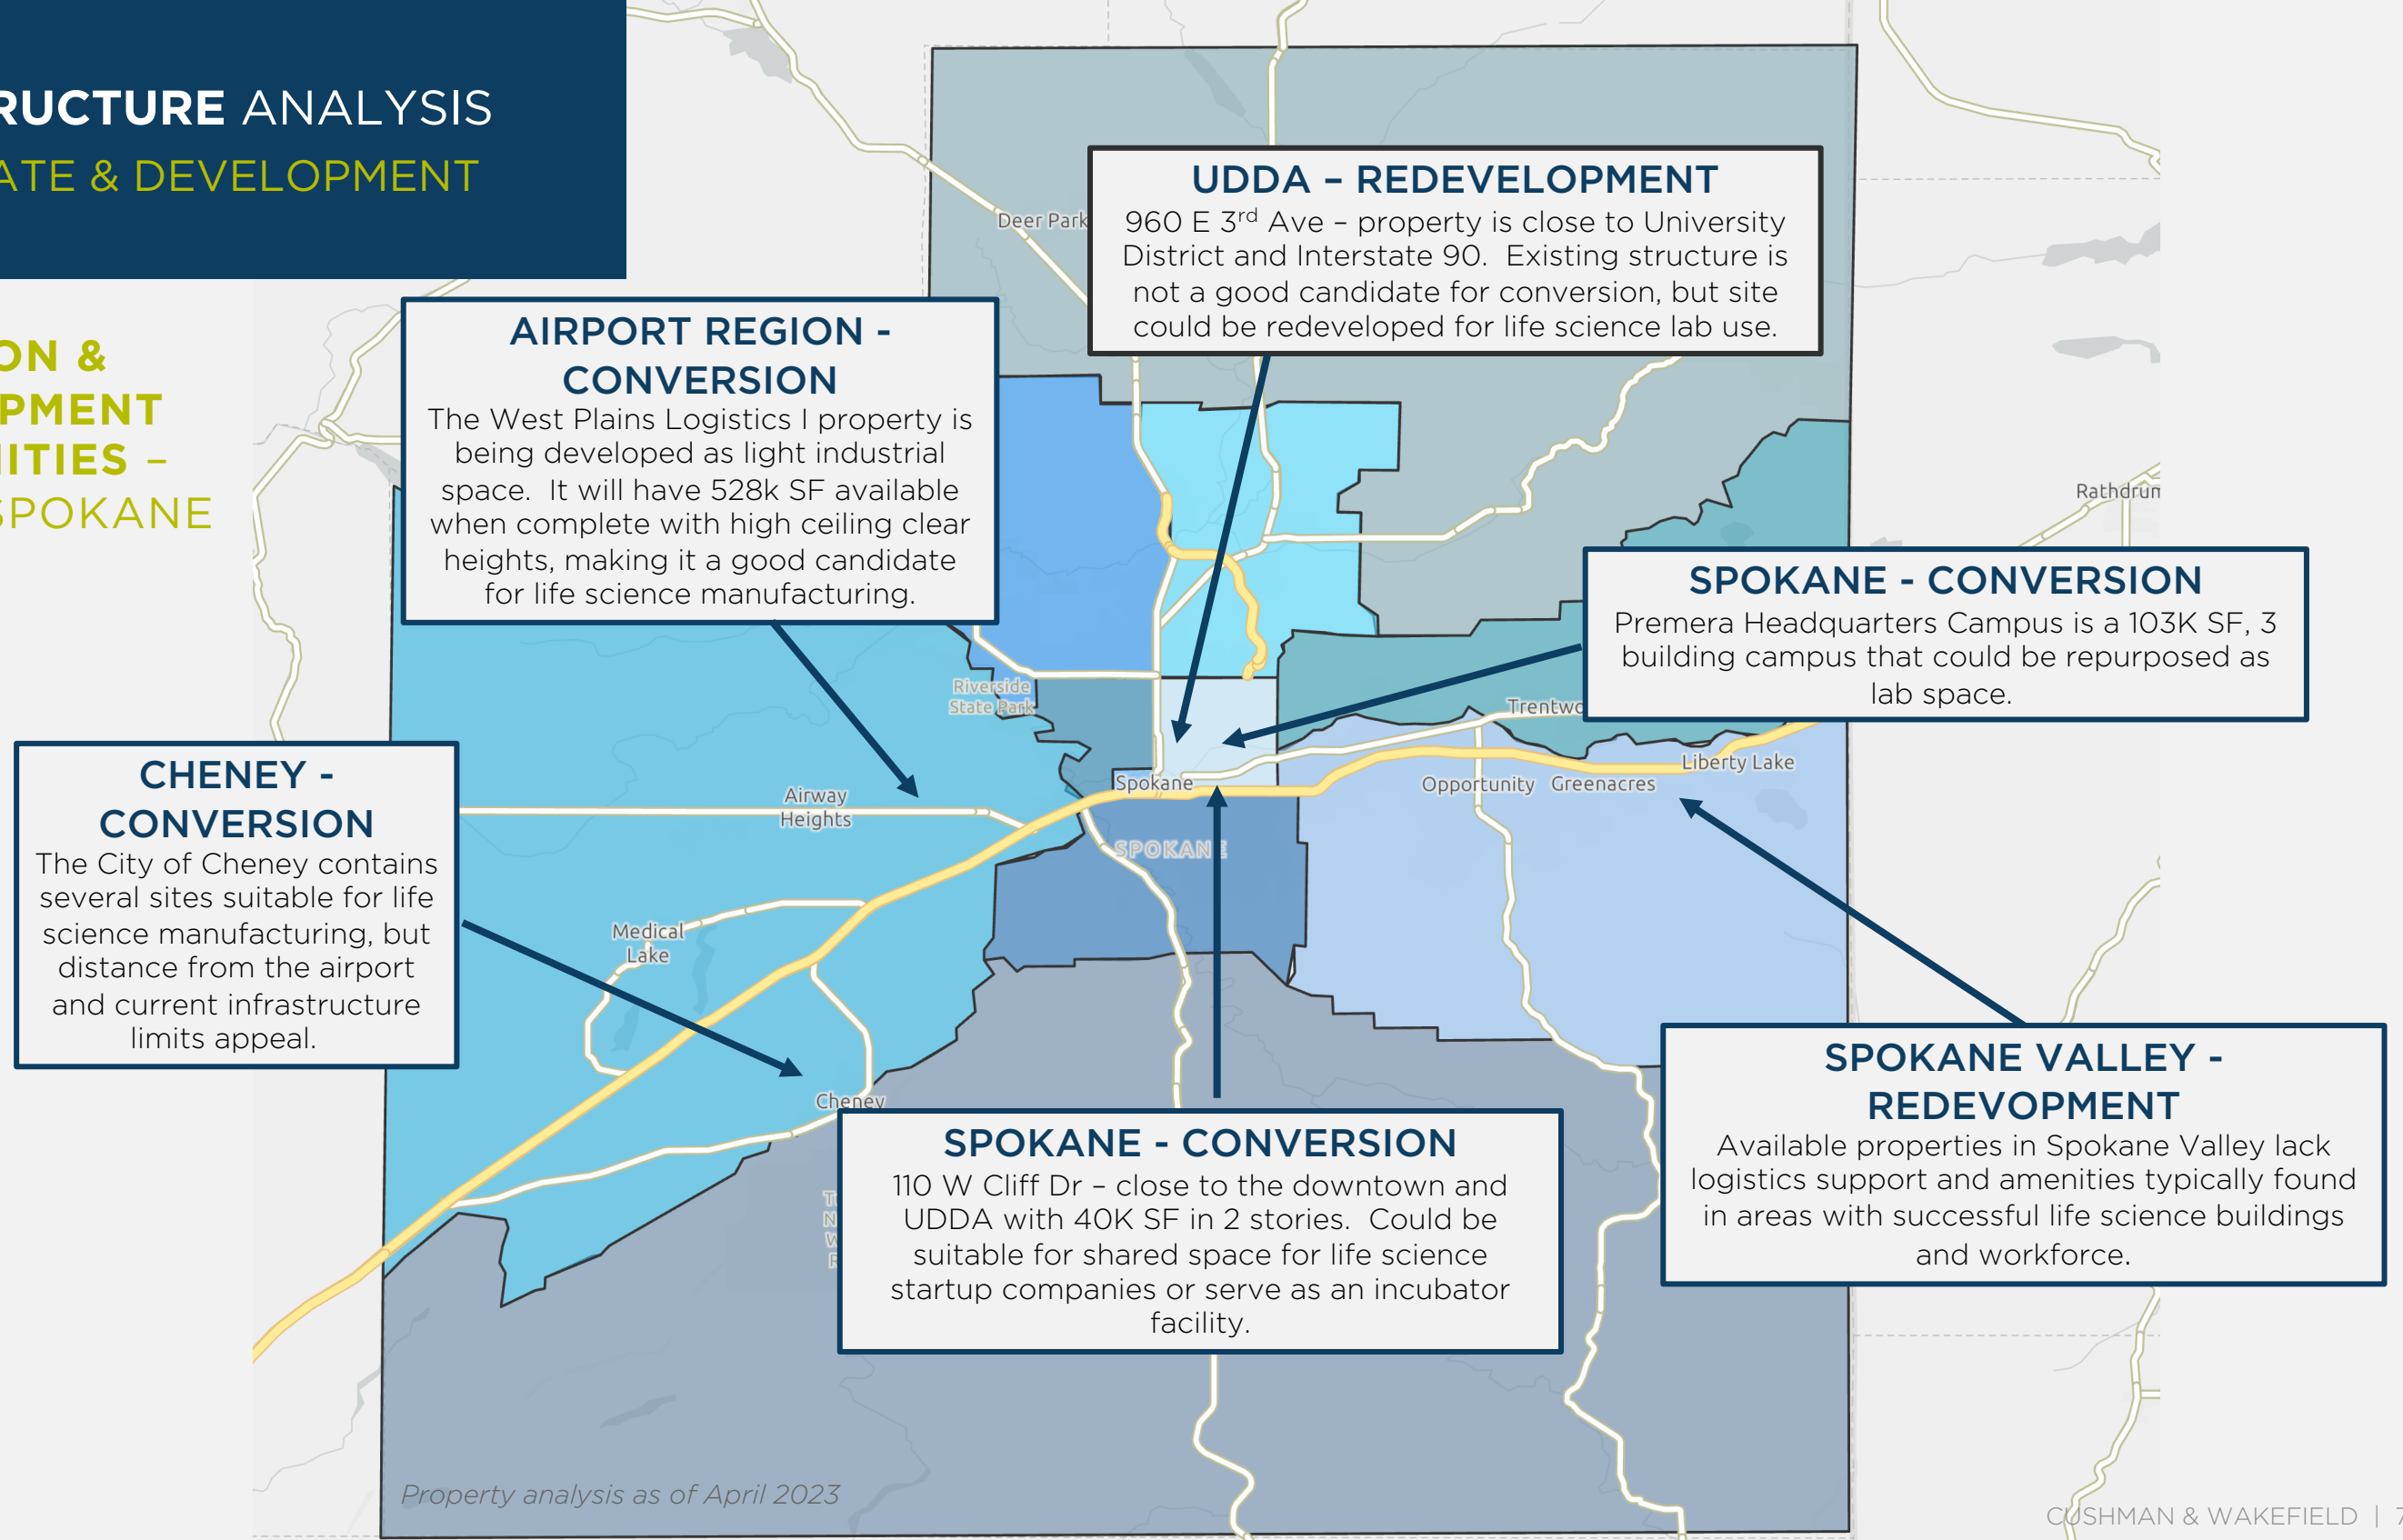 RUCTURE ANALYSIS
ATE & DEVELOPMENT
ON &
PMENT
NITIES –
SPOKANE
Deer Park
UDDA – REDEVELOPMENT
960 E 3rd Ave – property is close to University
District and Interstate 90. Existing structure is
not a good candidate for conversion, but site
could be redeveloped for life science lab use.
AIRPORT REGION -
CONVERSION
The West Plains Logistics I property is
being developed as light industrial
space. It will have 528k SF available
when complete with high ceiling clear
heights, making it a good candidate
for life science manufacturing.
Rathdrum
SPOKANE - CONVERSION
Premera Headquarters Campus is a 103K SF, 3
building campus that could be repurposed as
lab space.
Riverside
State Park
Trentwo
CHENEY -
CONVERSION
The City of Cheney contains
several sites suitable for life
science manufacturing, but
distance from the airport
and current infrastructure
limits appeal.
Airway
Heights
Spokane
Opportunity
Greenacres
Liberty Lake
SPOKANE
Medical
Lake
Cheney
SPOKANE - CONVERSION
110 W Cliff Dr – close to the downtown and
UDDA with 40K SF in 2 stories. Could be
suitable for shared space for life science
startup companies or serve as an incubator
facility.
SPOKANE VALLEY -
REDEVOPMENT
Available properties in Spokane Valley lack
logistics support and amenities typically found
in areas with successful life science buildings
and workforce.
Property analysis as of April 2023
CUSHMAN & WAKEFIELD | 7